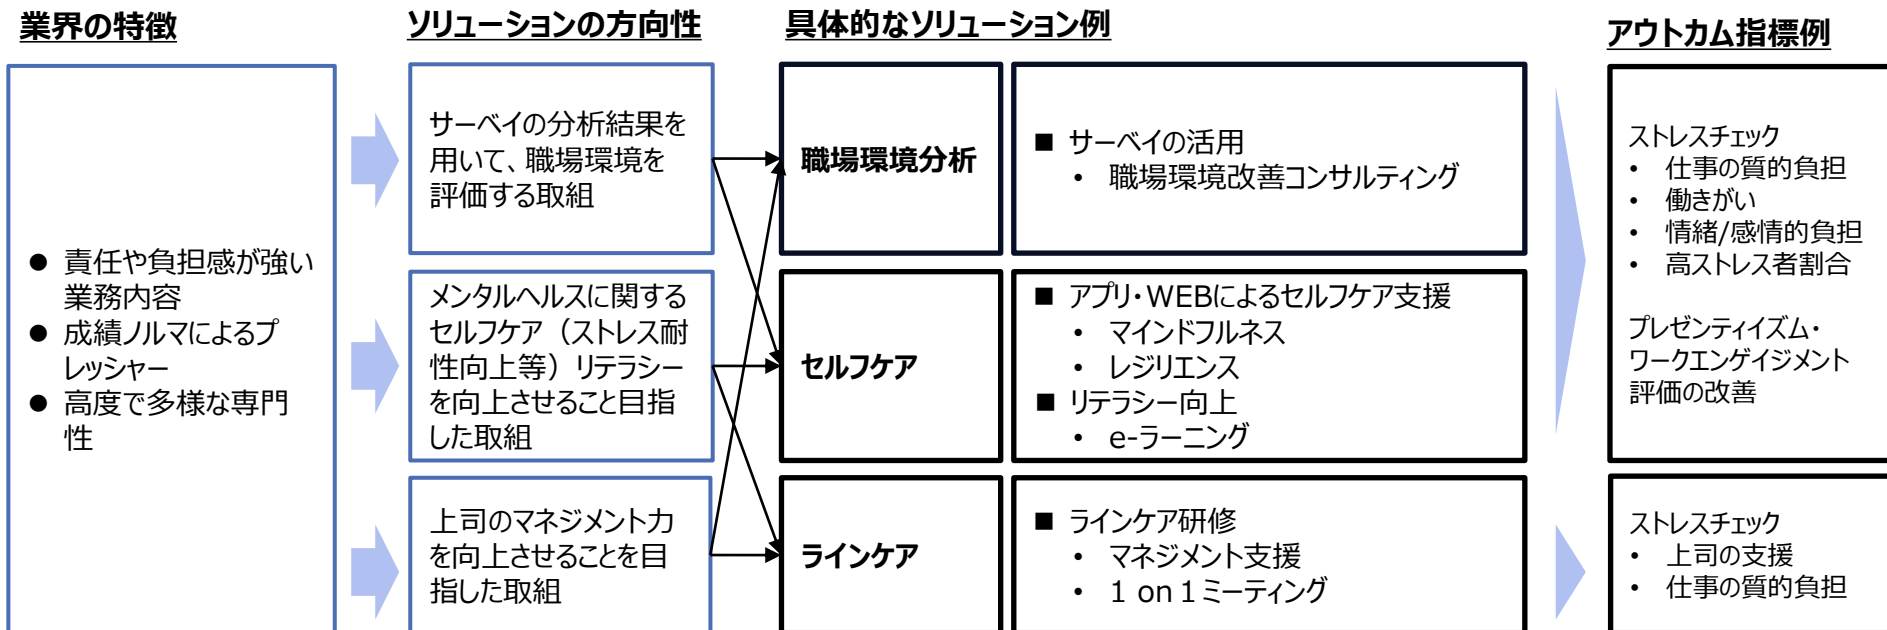 業界の特徴
ソリューションの方向性
具体的なソリューション例
アウトカム指標例
● 責任や負担感が強い
業務内容
● 成績ノルマによるプ
レッシャー
● 高度で多様な専門
性
サーベイの分析結果を
用いて、職場環境を
評価する取組
メンタルヘルスに関する
セルフケア（ストレス耐
性向上等）リテラシー
を向上させること目指
した取組
上司のマネジメント力
を向上させることを目
指した取組
職場環境分析
■ サーベイの活用
• 職場環境改善コンサルティング
セルフケア
■ アプリ・WEBによるセルフケア支援
• マインドフルネス
• レジリエンス
■ リテラシー向上
• e-ラーニング
ラインケア
■ ラインケア研修
• マネジメント支援
• 1 on 1ミーティング
ストレスチェック
• 仕事の質的負担
• 働きがい
• 情緒/感情的負担
• 高ストレス者割合
プレゼンティイズム・
ワークエンゲイジメント
評価の改善
ストレスチェック
• 上司の支援
• 仕事の質的負担